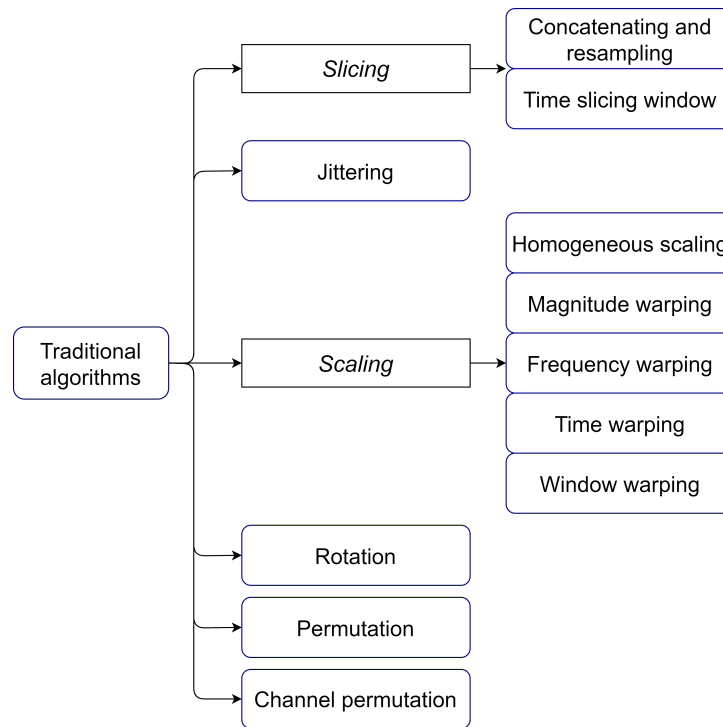 Concatenating and
resampling
Slicing
Time slicing window
Jittering
Homogeneous scaling
Magnitude warping
Traditional
algorithms
Scaling
Frequency warping
Time warping
Window warping
Rotation
Permutation
Channel permutation